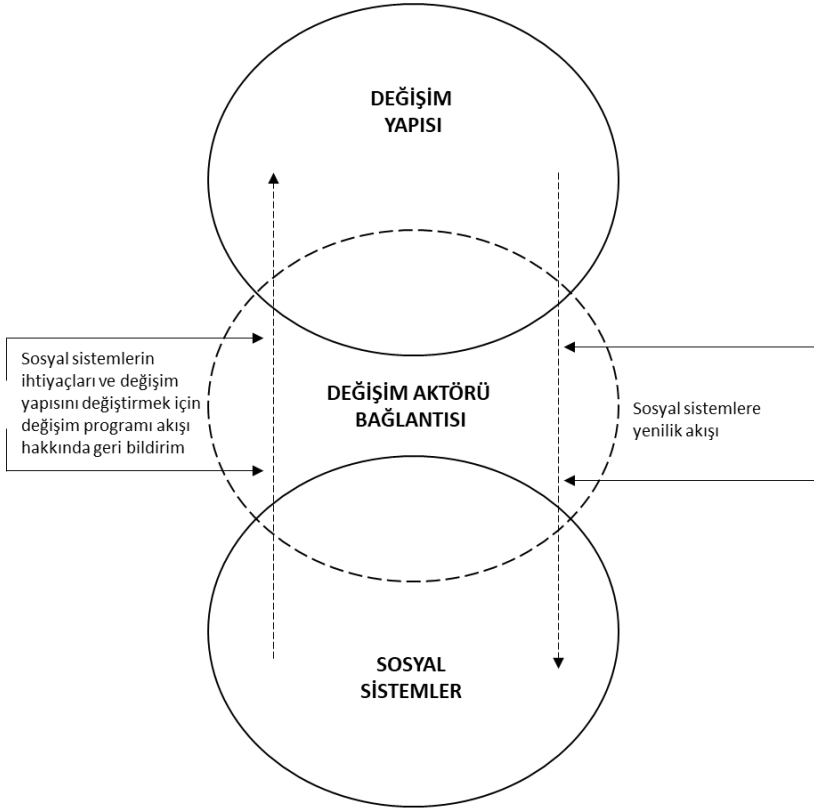 DEĞİŞİM
YAPISI
Sosyal sistemlerin
ihtiyaçları ve değişim
yapısını değiştirmek için
değişim programı akışı
hakkında geri bildirim
DEĞİŞİM AKTÖRÜ
BAĞLANTISI
Sosyal sistemlere
yenilik akışı
SOSYAL
SİSTEMLER